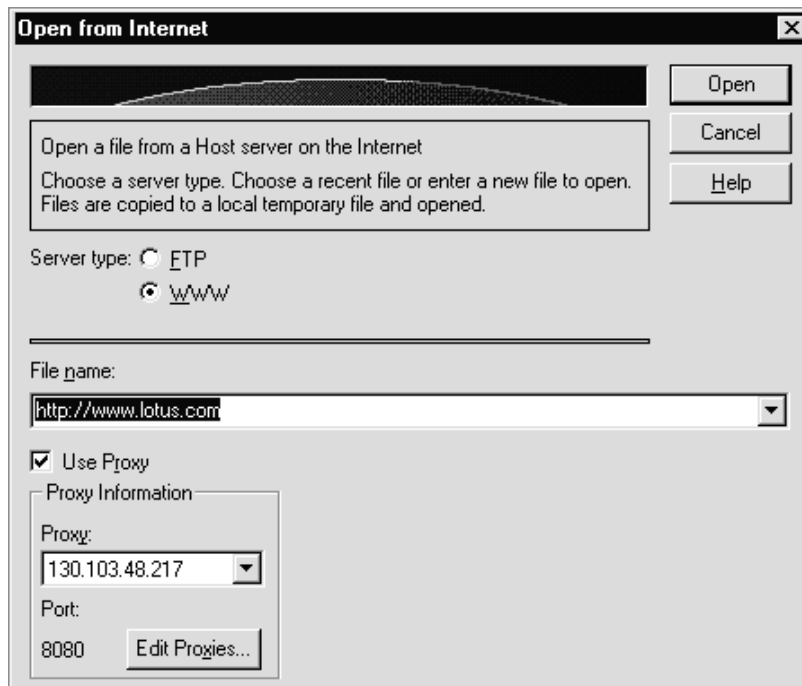 Open from Internet
Open
Cancel
Help
Open a file from a Host server on the Internet
Choose a server type. Choose a recent file or enter a new file to open.
Files are copied to a local temporary file and opened.
Server type:
FTP
WWW
File name:
http://www.lotus.com
Use Proxy
Proxy Information
Proxy:
130.103.48.217
Port:
8080
Edit Proxies...